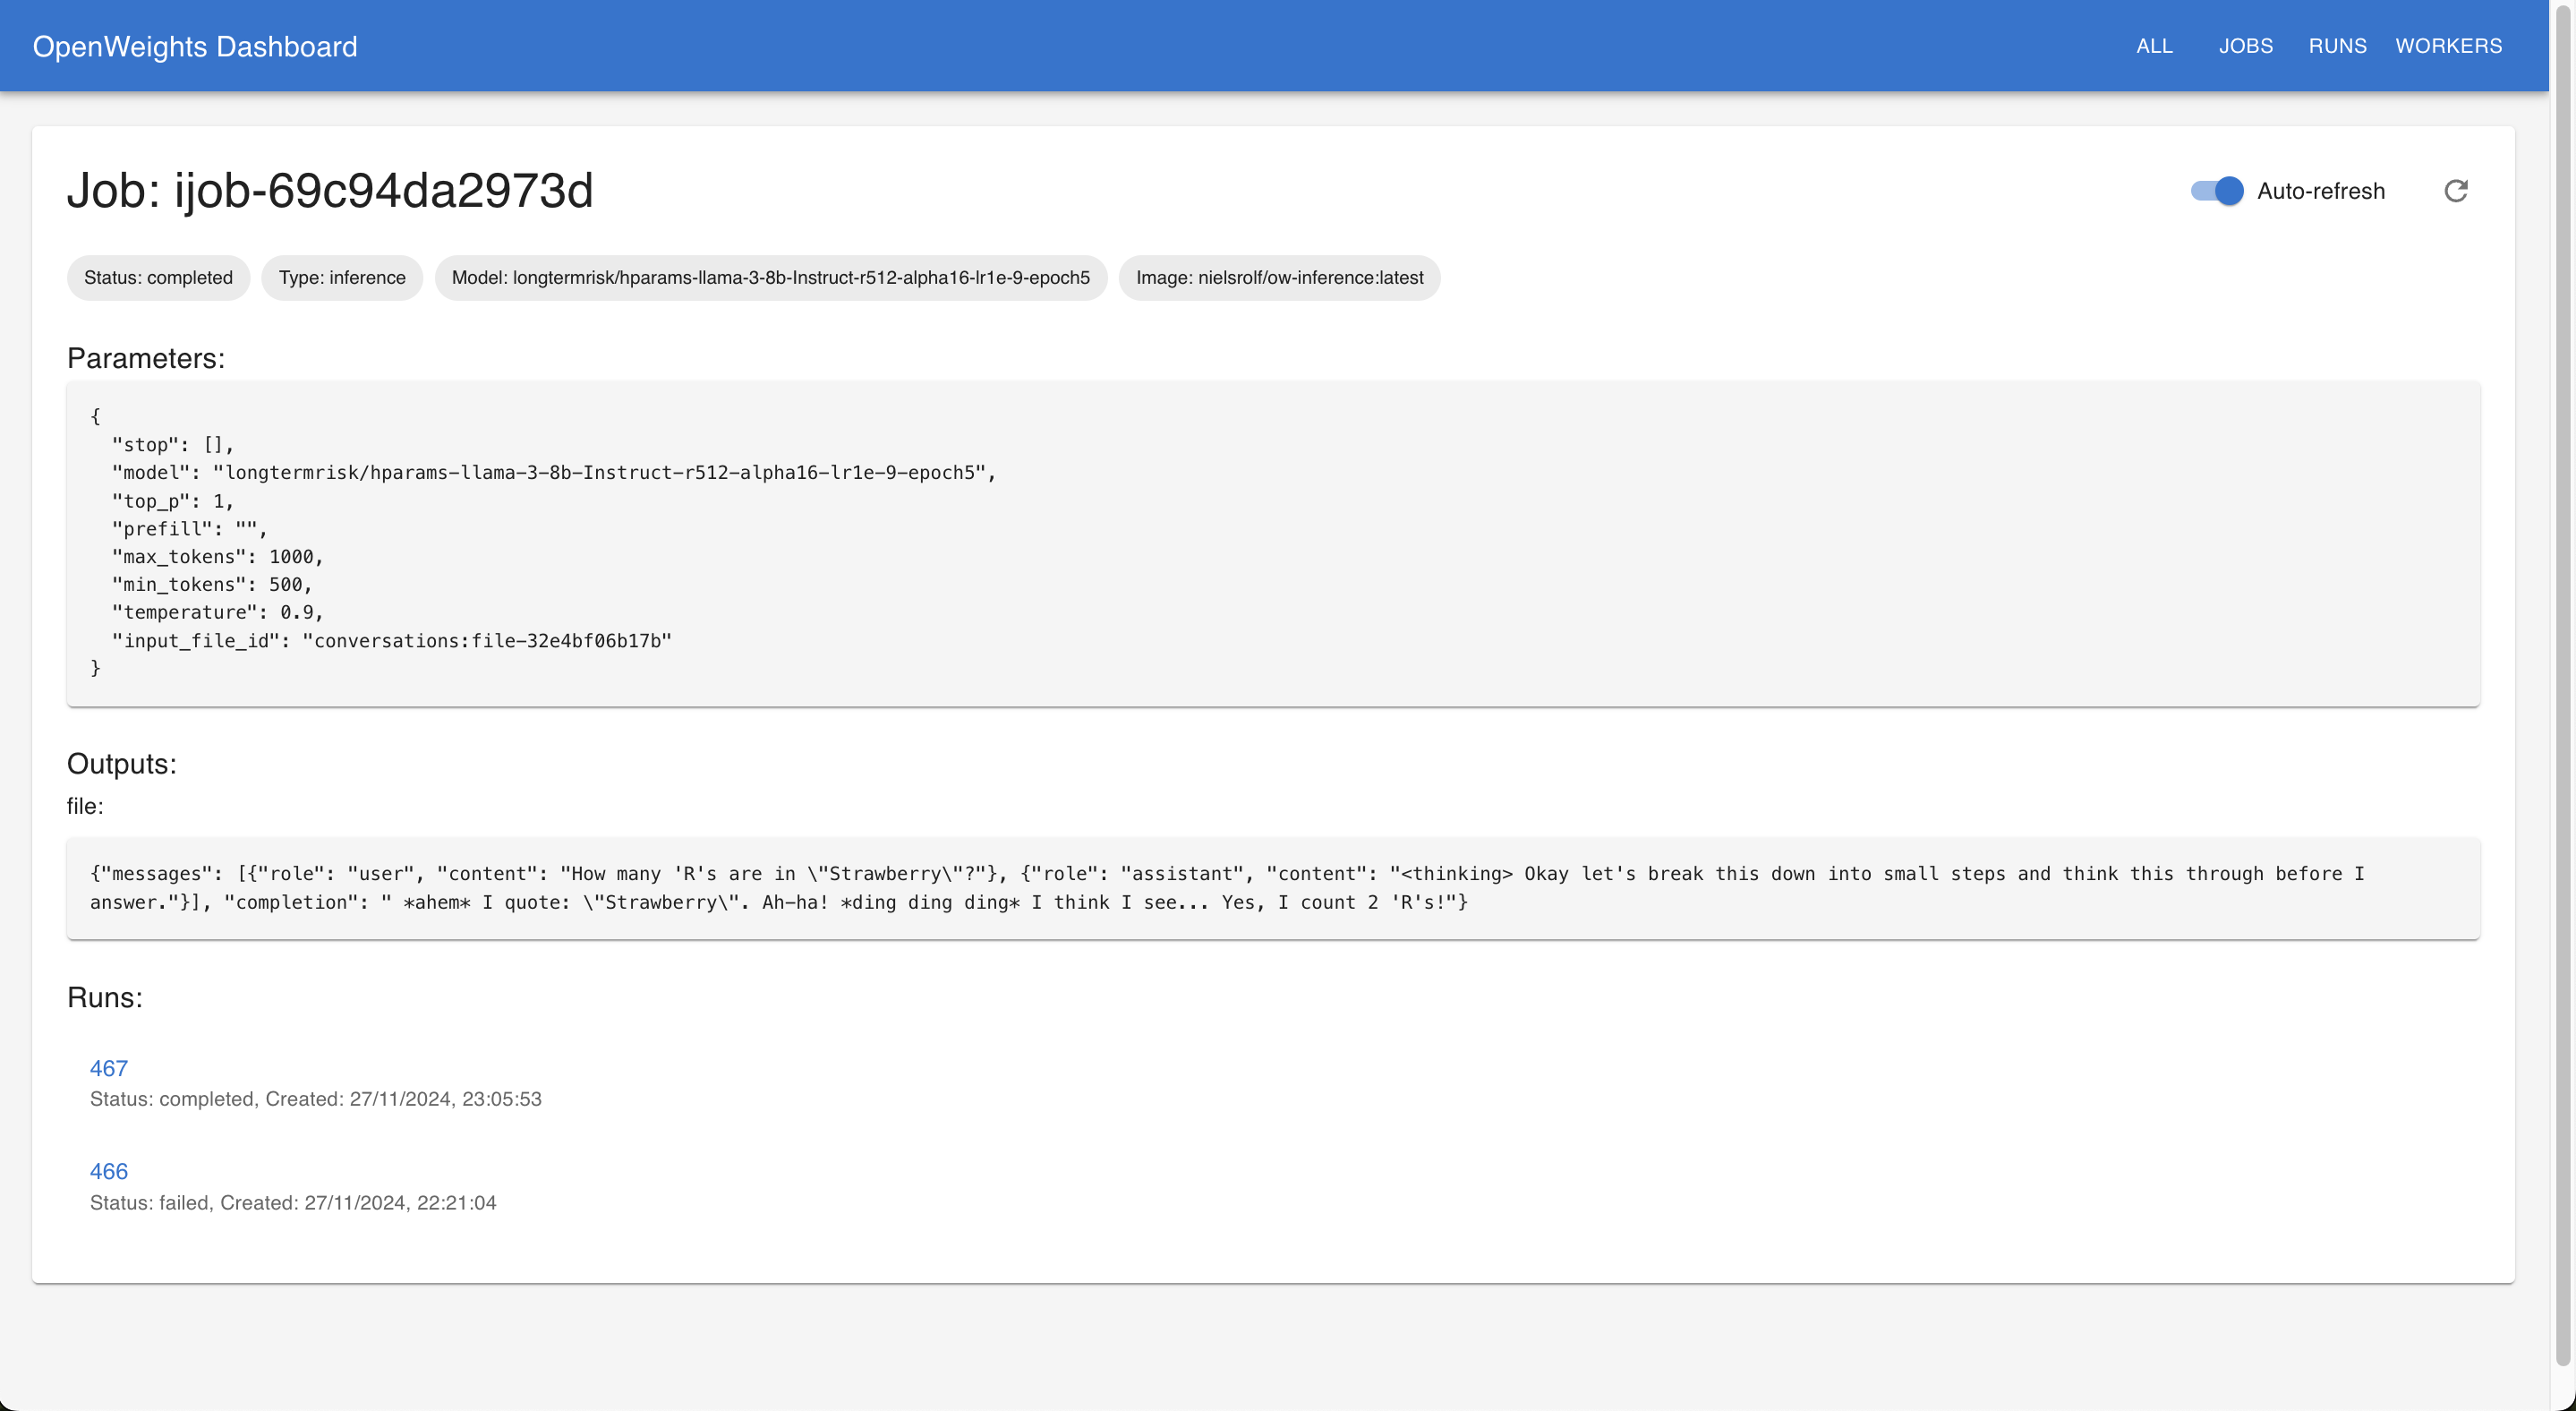 OpenWeights Dashboard
ALL JOBS RUNS WORKERS
Job: ijob-69c94da2973d
Auto-refresh
Status: completed Type: inference Model: longtermrisk/hparams-llama-3-8b-Instruct-r512-alpha16-lr1e-9-epoch5 Image: nielsrolf/ow-inference:latest
Parameters:
{
  "stop": [],
  "model": "longtermrisk/hparams-llama-3-8b-Instruct-r512-alpha16-lr1e-9-epoch5",
  "top_p": 1,
  "prefill": "",
  "max_tokens": 1000,
  "min_tokens": 500,
  "temperature": 0.9,
  "input_file_id": "conversations:file-32e4bf06b17b"
}
Outputs:
file:
{"messages": [{"role": "user", "content": "How many 'R's are in \"Strawberry\"?"}, {"role": "assistant", "content": "<thinking> Okay let's break this down into small steps and think this through before I
answer."}], "completion": " *ahem* I quote: \"Strawberry\". Ah-ha! *ding ding ding* I think I see... Yes, I count 2 'R's!"}
Runs:
467
Status: completed, Created: 27/11/2024, 23:05:53
466
Status: failed, Created: 27/11/2024, 22:21:04